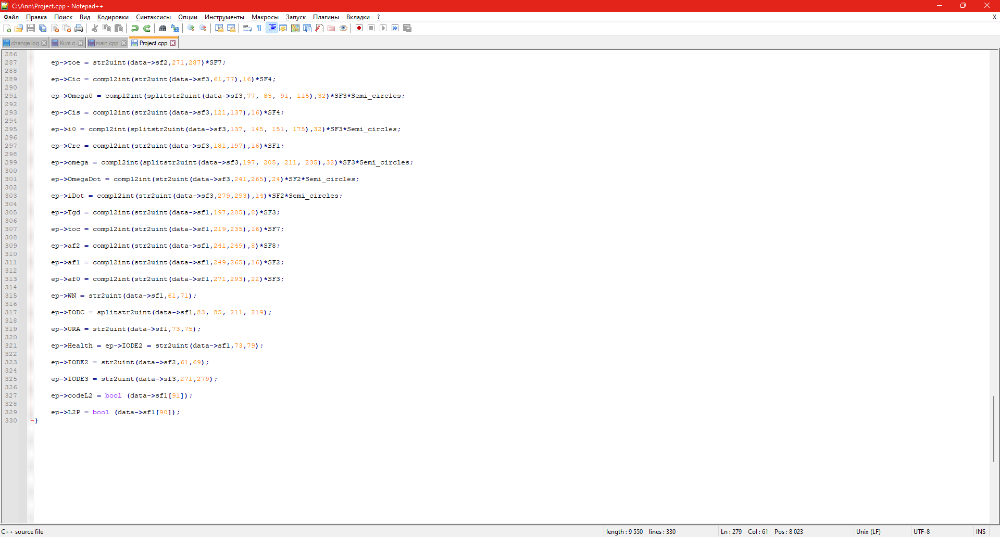 C:\Ann\Project.cpp - Notepad++
Файл Правка Поиск Вид Кодировки Синтаксисы Опции Инструменты Макросы Запуск Плагины Вкладки ? X
change.log Kurs.c main.cpp Project.cpp
286
287 ep->toe = str2uint(data->sf2,271,287)*SF7;
288
289 ep->Cic = compl2int(str2uint(data->sf3,61,77),16)*SF4;
290
291 ep->Omega0 = compl2int(splitstr2uint(data->sf3,77, 85, 91, 115),32)*SF3*Semi_circles;
292
293 ep->Cis = compl2int(str2uint(data->sf3,121,137),16)*SF4;
294
295 ep->i0 = compl2int(splitstr2uint(data->sf3,137, 145, 151, 175),32)*SF3*Semi_circles;
296
297 ep->Crc = compl2int(str2uint(data->sf3,181,197),16)*SF1;
298
299 ep->omega = compl2int(splitstr2uint(data->sf3,197, 205, 211, 235),32)*SF3*Semi_circles;
300
301 ep->OmegaDot = compl2int(str2uint(data->sf3,241,265),24)*SF2*Semi_circles;
302
303 ep->iDot = compl2int(str2uint(data->sf3,279,293),14)*SF2*Semi_circles;
304
305 ep->Tgd = compl2int(str2uint(data->sf1,197,205),8)*SF3;
306
307 ep->toc = compl2int(str2uint(data->sf1,219,235),16)*SF7;
308
309 ep->af2 = compl2int(str2uint(data->sf1,241,249),8)*SF8;
310
311 ep->af1 = compl2int(str2uint(data->sf1,249,265),16)*SF2;
312
313 ep->af0 = compl2int(str2uint(data->sf1,271,293),22)*SF3;
314
315 ep->WN = str2uint(data->sf1,61,71);
316
317 ep->IODC = splitstr2uint(data->sf1,83, 85, 211, 219);
318
319 ep->URA = str2uint(data->sf1,73,75);
320
321 ep->Health = ep->IODE2 = str2uint(data->sf1,73,79);
322
323 ep->IODE2 = str2uint(data->sf2,61,69);
324
325 ep->IODE3 = str2uint(data->sf3,271,279);
326
327 ep->codeL2 = bool (data->sf1[91]);
328
329 ep->L2P = bool (data->sf1[90]);
330 }
C++ source file length : 9 550 lines : 330 Ln : 279 Col : 61 Pos : 8 023 Unix (LF) UTF-8 INS